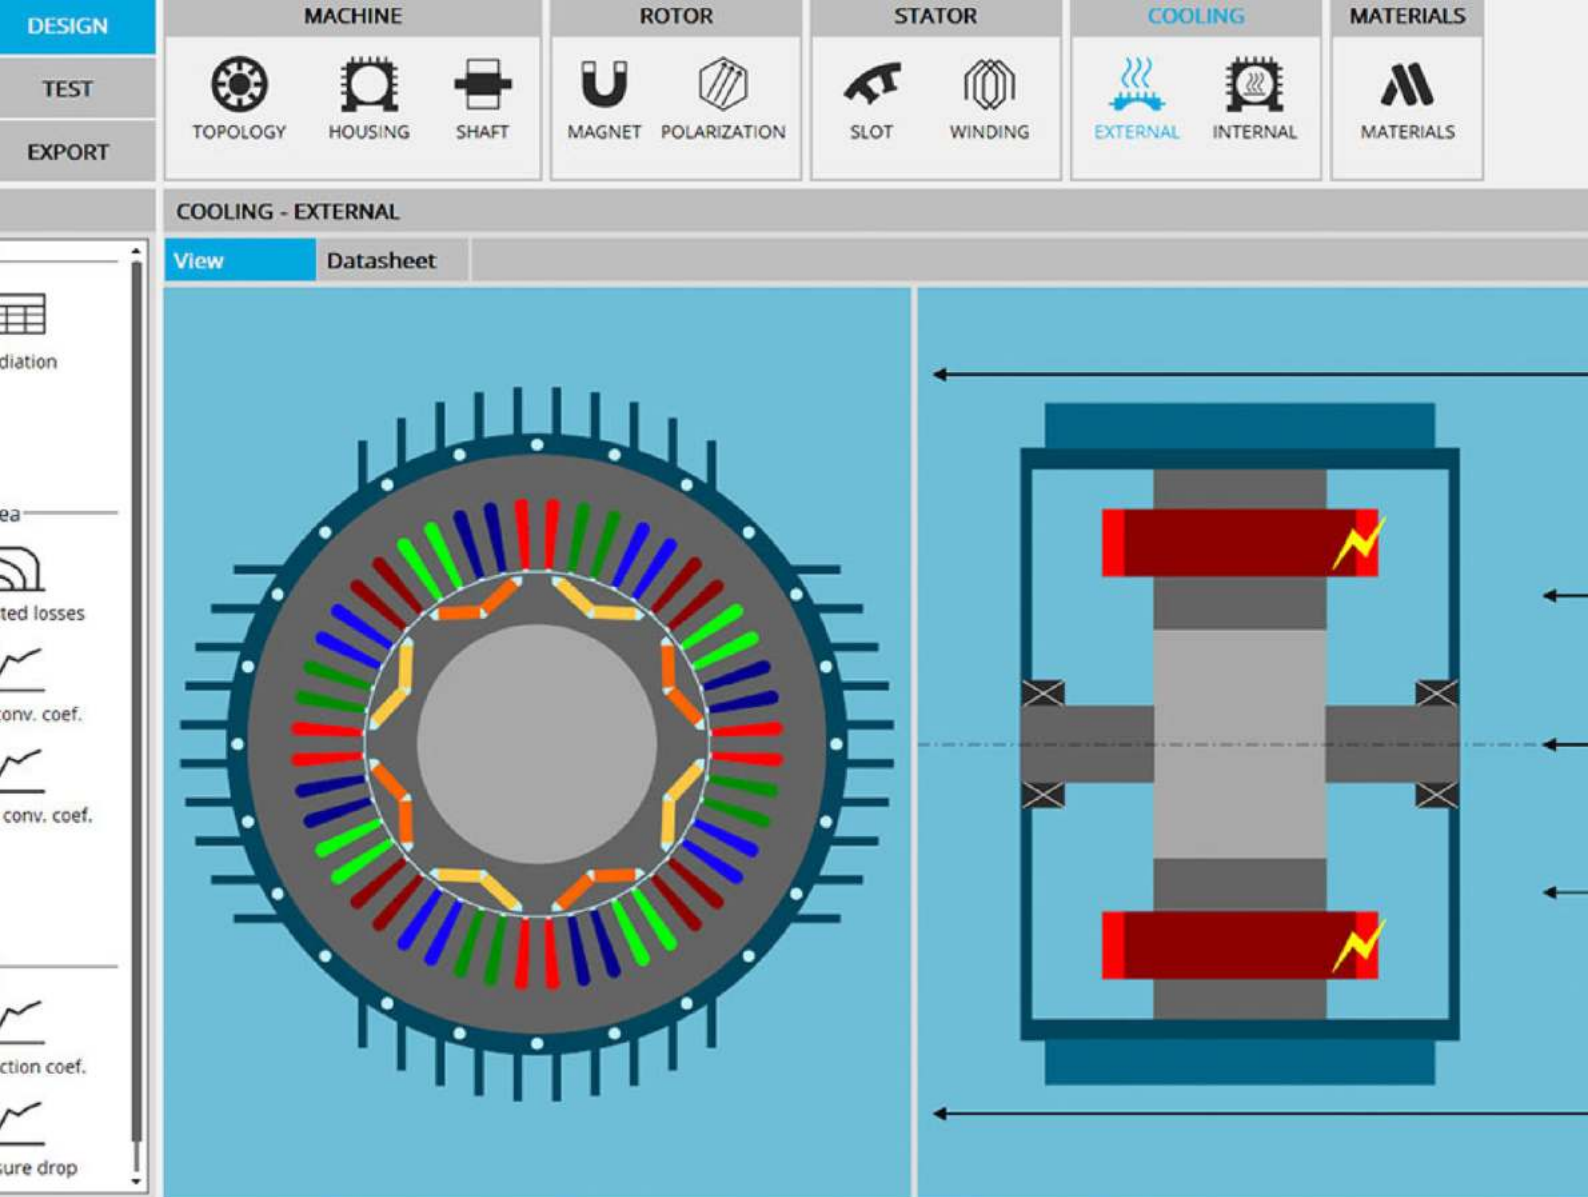 DESIGN
TEST
EXPORT
MACHINE
TOPOLOGY HOUSING SHAFT
ROTOR
MAGNET POLARIZATION
STATOR
SLOT WINDING
COOLING
EXTERNAL INTERNAL
MATERIALS
MATERIALS
COOLING - EXTERNAL
View Datasheet
diation
ea
ted losses
conv. coef.
conv. coef.
ction coef.
sure drop